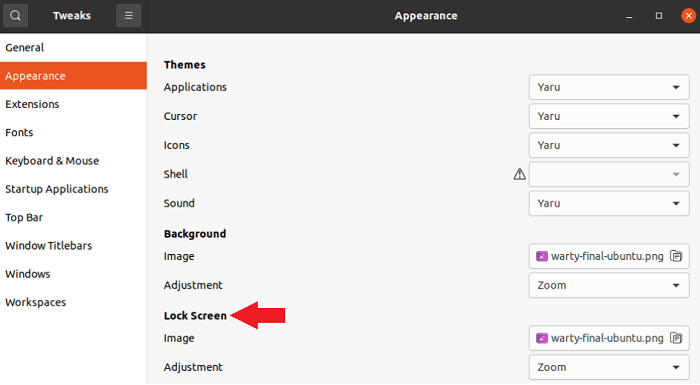 Tweaks
Appearance
General
Appearance
Extensions
Fonts
Keyboard & Mouse
Startup Applications
Top Bar
Window Titlebars
Windows
Workspaces
Themes
Applications Yaru
Cursor Yaru
Icons Yaru
Shell
Sound Yaru
Background
Image warty-final-ubuntu.png
Adjustment Zoom
Lock Screen
Image warty-final-ubuntu.png
Adjustment Zoom